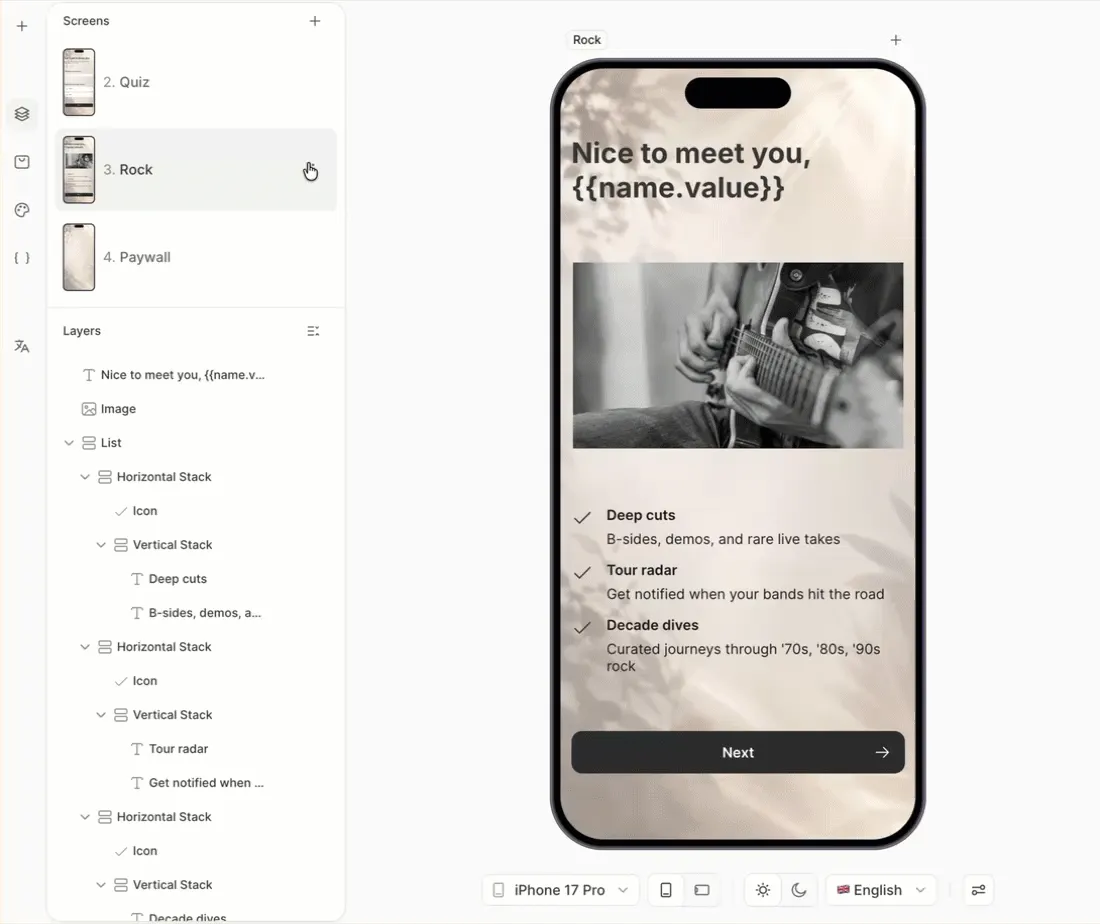 Screens
2. Quiz
3. Rock
4. Paywall
Layers
Nice to meet you, {{name.v...
Image
List
Horizontal Stack
Icon
Vertical Stack
Deep cuts
B-sides, demos, a...
Horizontal Stack
Icon
Vertical Stack
Tour radar
Get notified when ...
Horizontal Stack
Icon
Vertical Stack
Decade dives
Rock
Nice to meet you,
{{name.value}}
Deep cuts
B-sides, demos, and rare live takes
Tour radar
Get notified when your bands hit the road
Decade dives
Curated journeys through '70s, '80s, '90s
rock
Next
iPhone 17 Pro
English